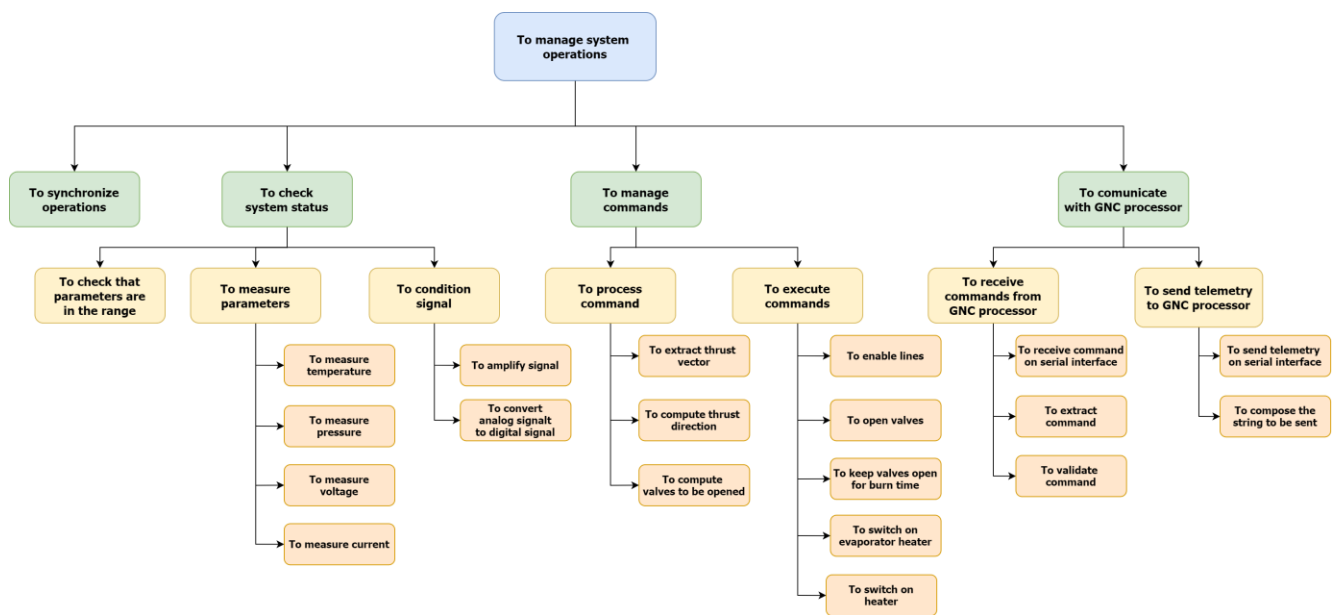 To manage system
operations
To synchronize
operations
To check
system status
To manage
commands
To comunicate
with GNC processor
To check that
parameters are
in the range
To measure
parameters
To condition
signal
To process
command
To execute
commands
To receive
commands from
GNC processor
To send telemetry
to GNC processor
To measure
temperature
To measure
pressure
To measure
voltage
To measure current
To amplify signal
To convert
analog signalt
to digital signal
To extract thrust
vector
To compute thrust
direction
To compute
valves to be opened
To enable lines
To open valves
To keep valves open
for burn time
To switch on
evaporator heater
To switch on
heater
To receive command
on serial interface
To extract
command
To validate
command
To send telemetry
on serial interface
To compose the
string to be sent